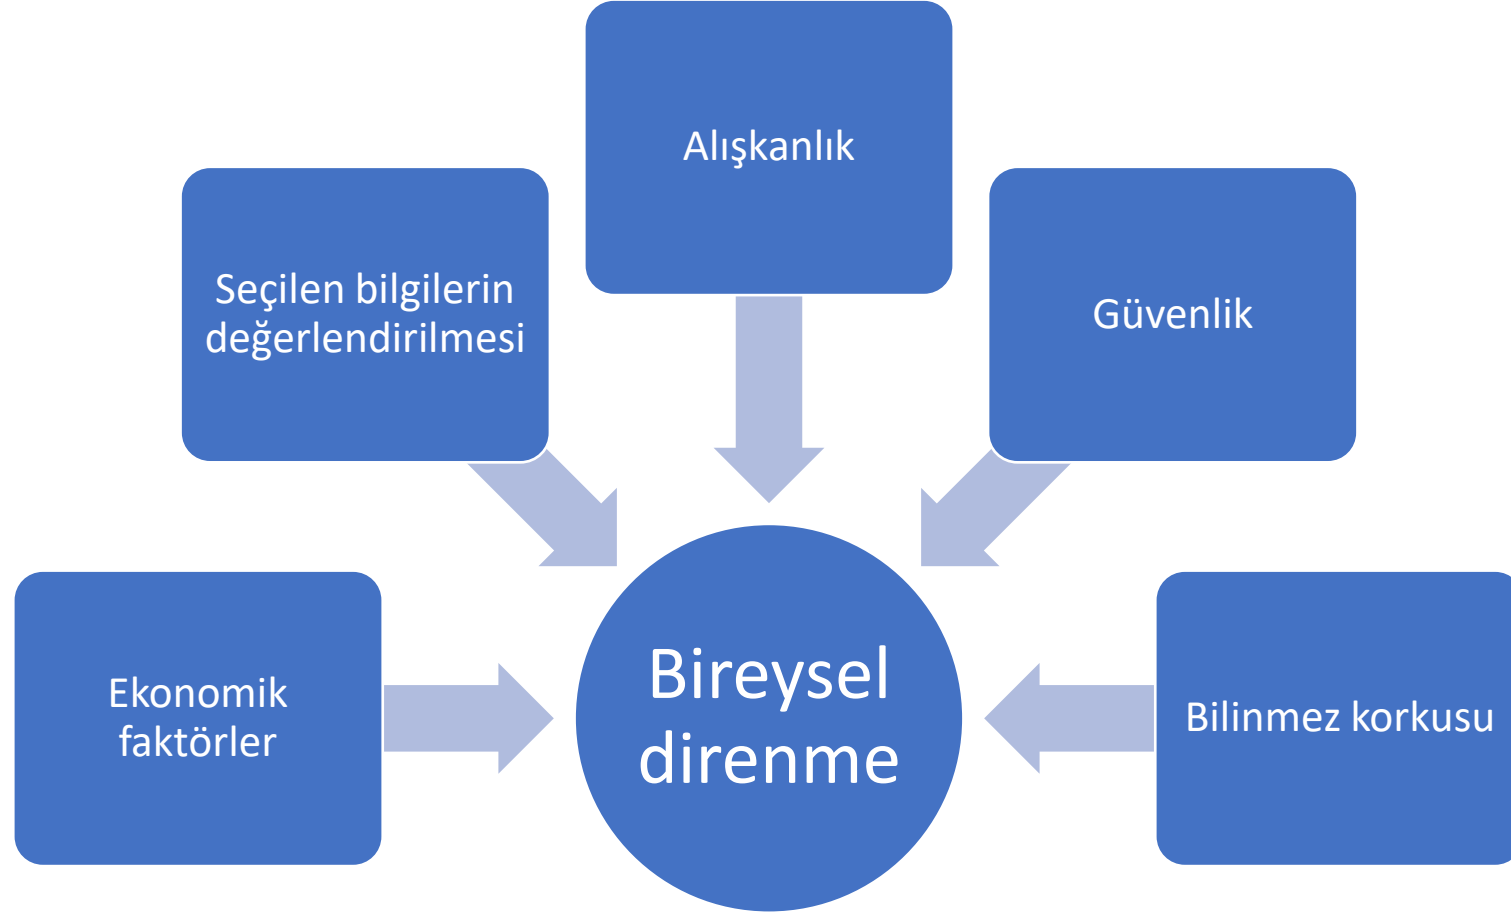 Alışkanlık
Seçilen bilgilerin
değerlendirilmesi
Güvenlik
Ekonomik
faktörler
Bireysel
direnme
Bilinmez korkusu